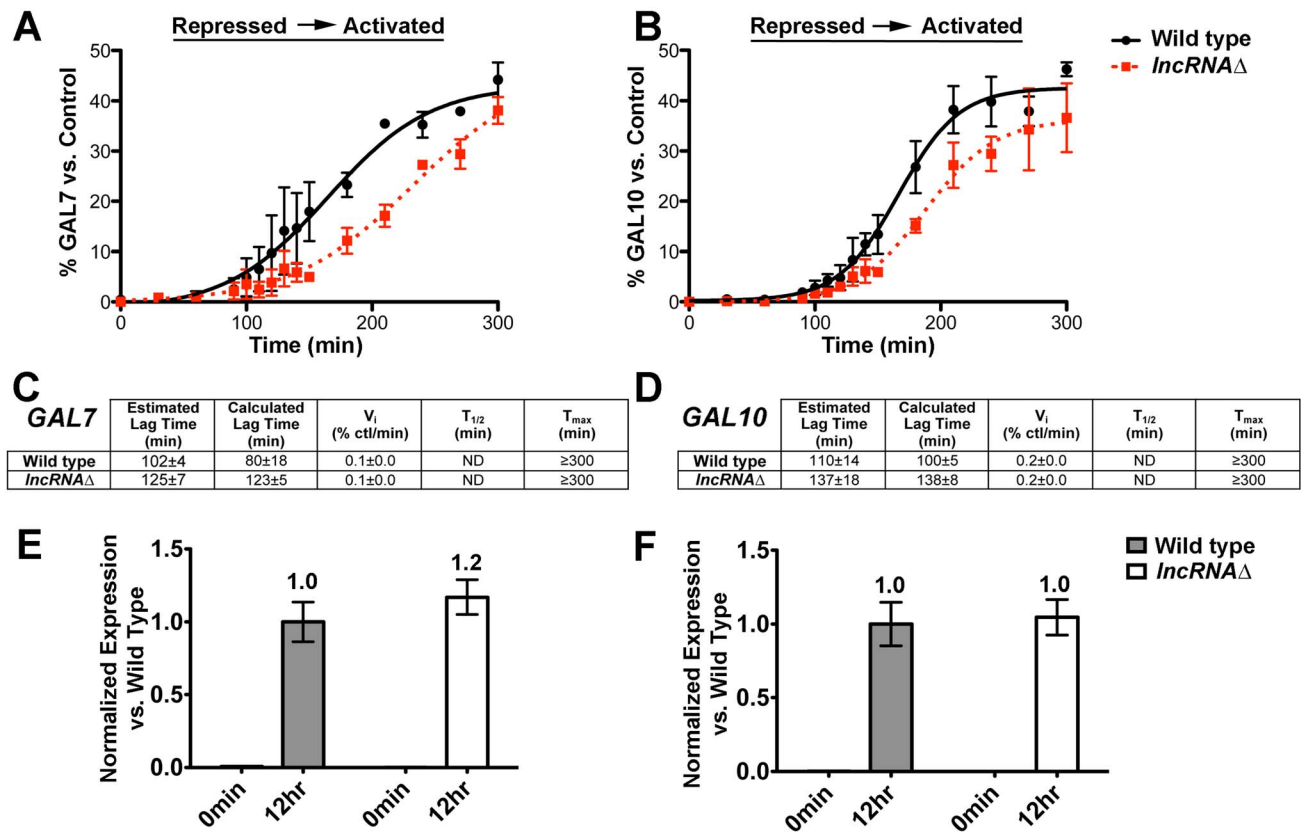 A
Repressed → Activated
50
40
30
20
10
0
% GAL7 vs. Control
0
100
200
300
Time (min)
B
Repressed → Activated
50
40
30
20
10
0
% GAL10 vs. Control
0
100
200
300
Time (min)
Wild type
lncRNAΔ
C
GAL7
Estimated Lag Time (min) Calculated Lag Time (min) Vi (% ctl/min) T1/2 (min) Tmax (min)
Wild type 102±4 80±18 0.1±0.0 ND ≥300
lncRNAΔ 125±7 123±5 0.1±0.0 ND ≥300
D
GAL10
Estimated Lag Time (min) Calculated Lag Time (min) Vi (% ctl/min) T1/2 (min) Tmax (min)
Wild type 110±14 100±5 0.2±0.0 ND ≥300
lncRNAΔ 137±18 138±8 0.2±0.0 ND ≥300
E
Normalized Expression
vs. Wild Type
1.5
1.0
0.5
0.0
1.0
1.2
0min
12hr
0min
12hr
F
Normalized Expression
vs. Wild Type
1.5
1.0
0.5
0.0
1.0
1.0
0min
12hr
0min
12hr
Wild type
lncRNAΔ